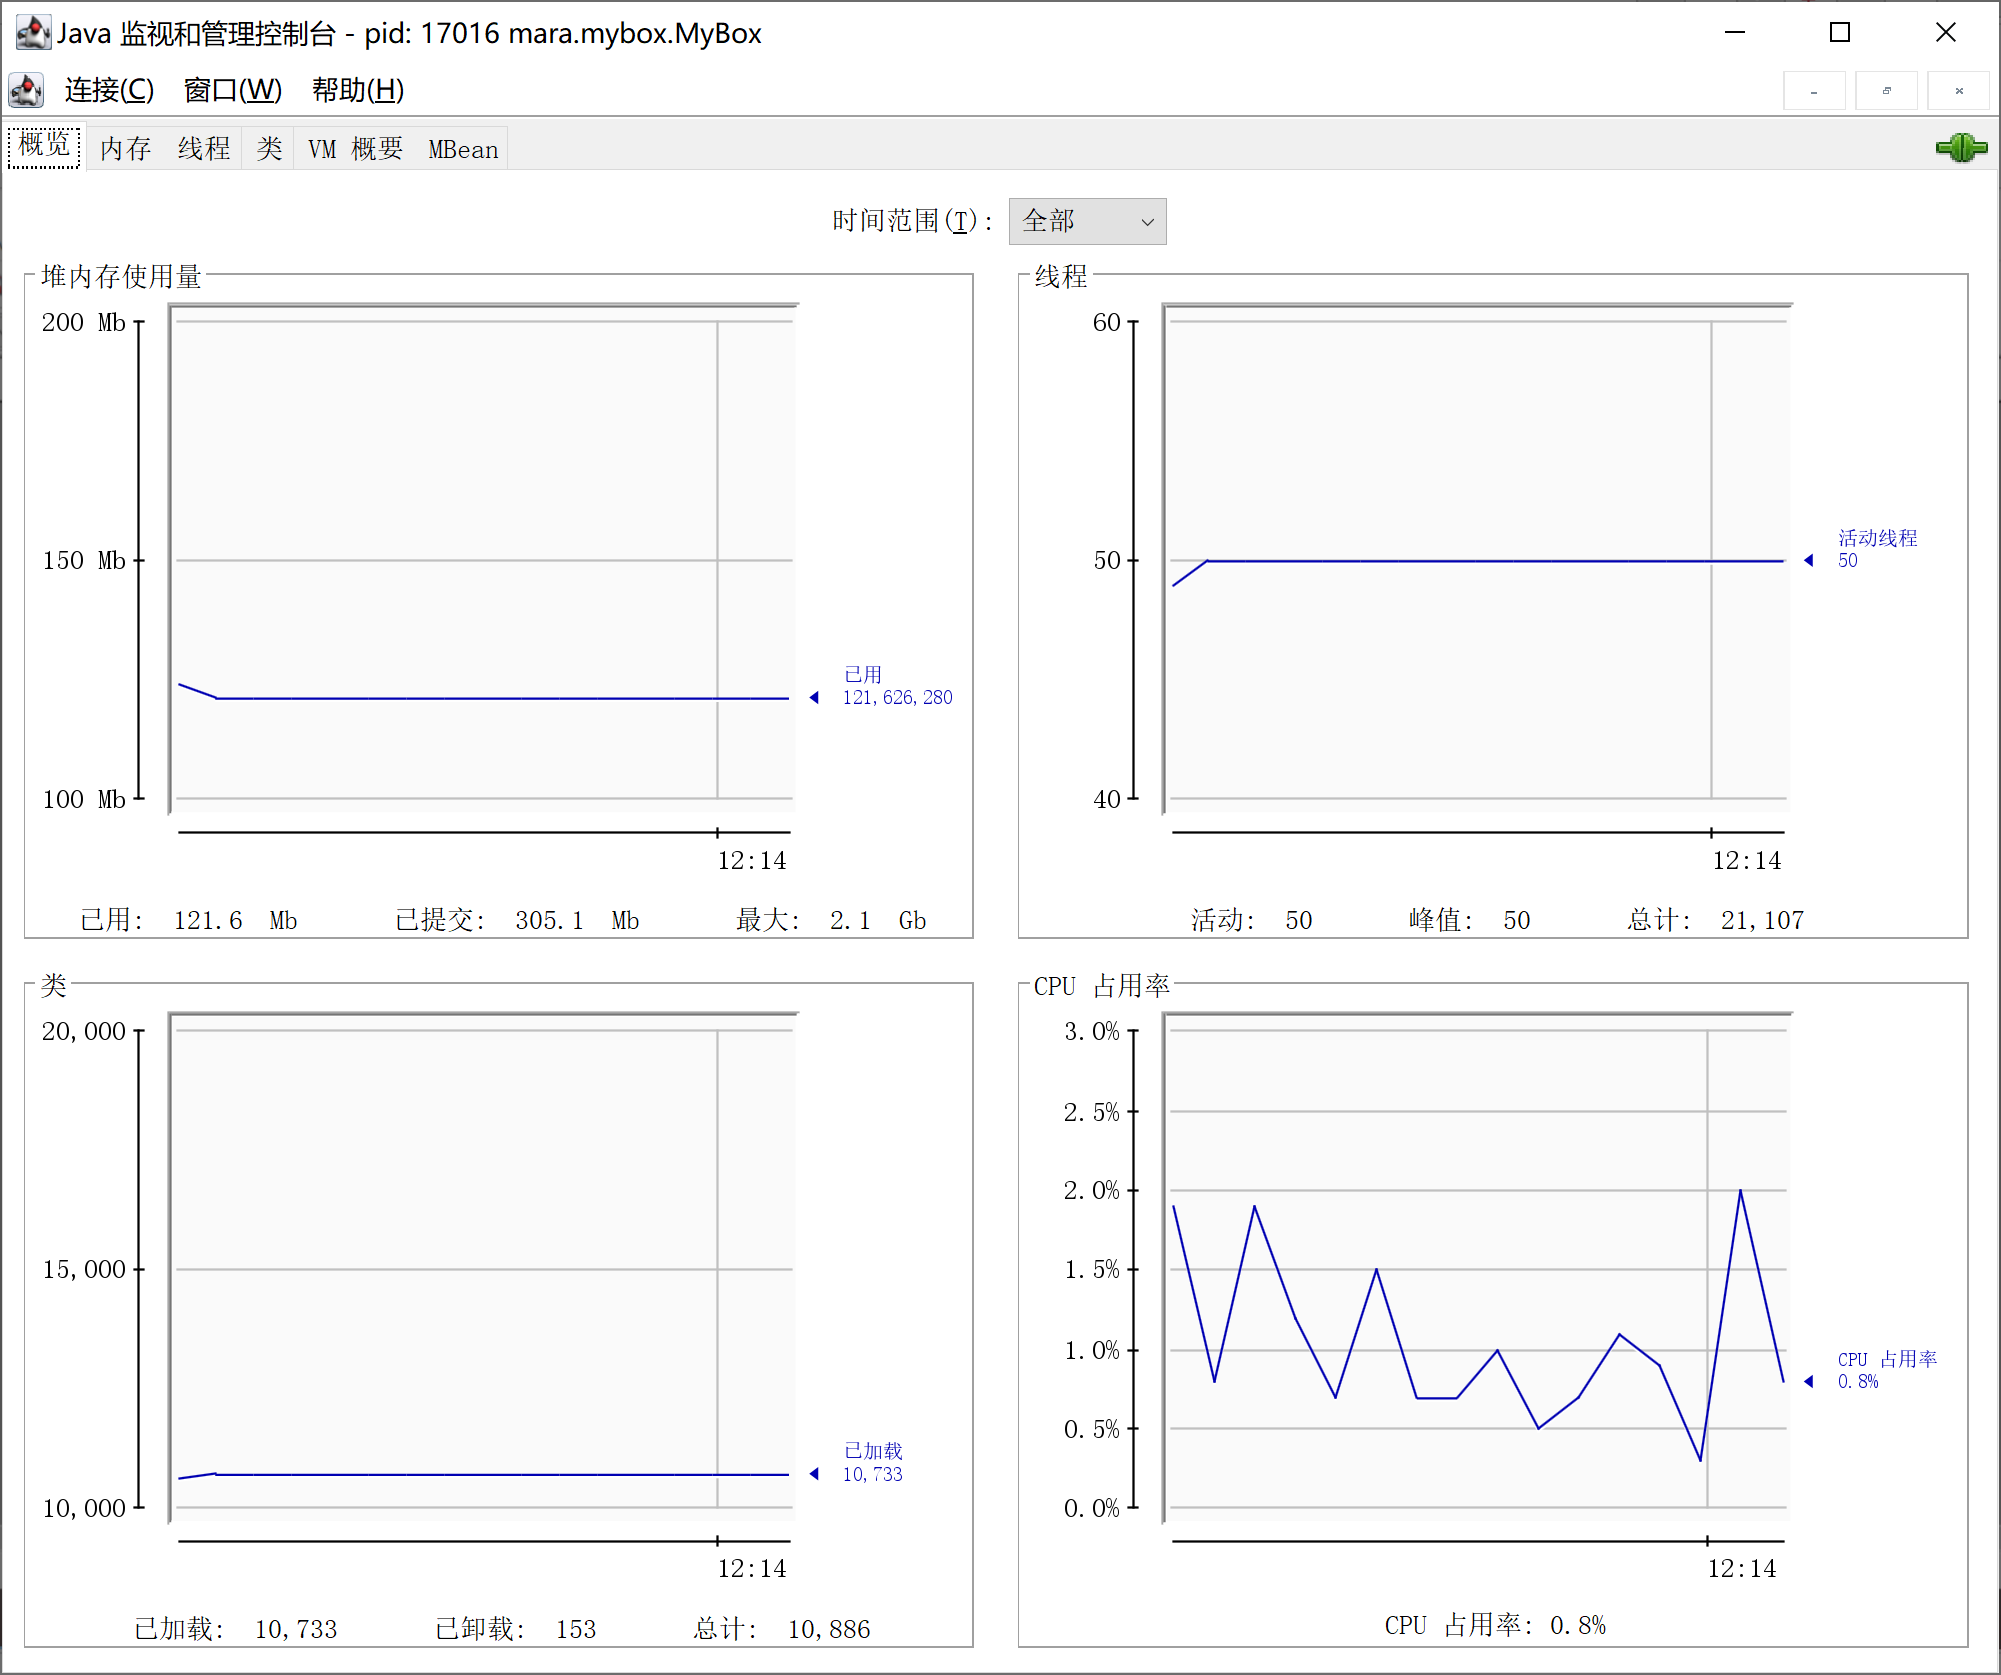 Java 监视和管理控制台 - pid: 17016 mara.mybox.MyBox
连接(C) 窗口(W) 帮助(H)
概览 内存 线程 类 VM 概要 MBean
时间范围(T): 全部
堆内存使用量
200 Mb
150 Mb
100 Mb
已用
121,626,280
12:14
已用: 121.6 Mb 已提交: 305.1 Mb 最大: 2.1 Gb
线程
60
50
40
活动线程
50
12:14
活动: 50 峰值: 50 总计: 21,107
类
20,000
15,000
10,000
已加载
10,733
12:14
已加载: 10,733 已卸载: 153 总计: 10,886
CPU 占用率
3.0%
2.5%
2.0%
1.5%
1.0%
0.5%
0.0%
CPU 占用率
0.8%
12:14
CPU 占用率: 0.8%